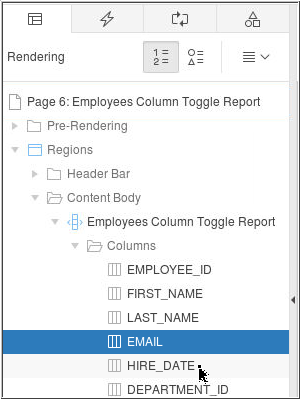 Rendering
Page 6: Employees Column Toggle Report
Pre-Rendering
Regions
Header Bar
Content Body
Employees Column Toggle Report
Columns
EMPLOYEE_ID
FIRST_NAME
LAST_NAME
EMAIL
HIRE_DATE
DEPARTMENT_ID